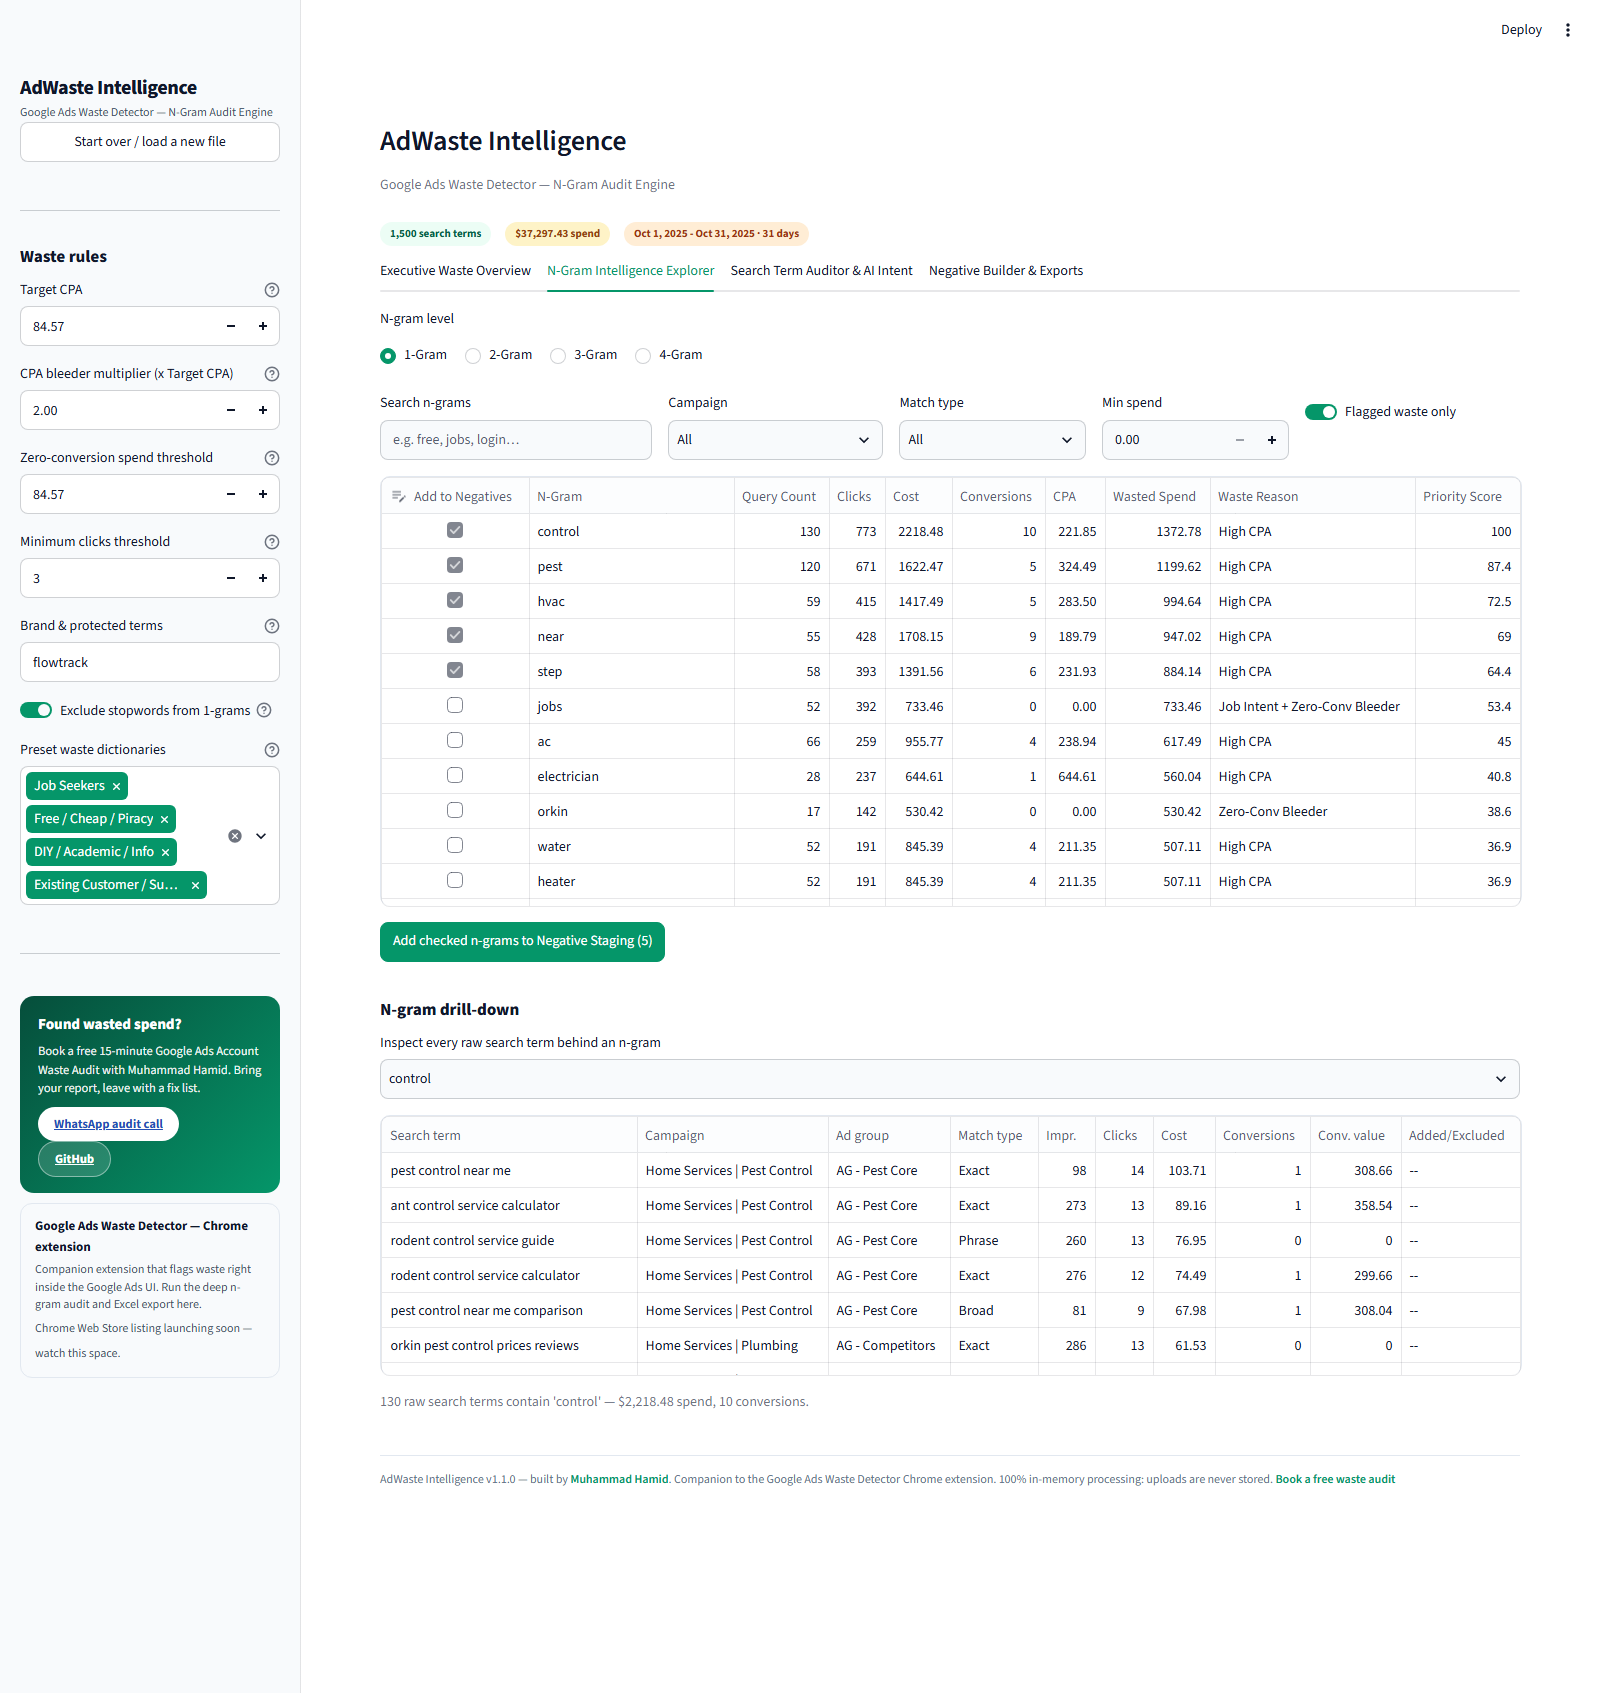 Deploy
AdWaste Intelligence
Google Ads Waste Detector — N-Gram Audit Engine
Start over / load a new file
Waste rules
Target CPA
84.57
CPA bleeder multiplier (x Target CPA)
2.00
Zero-conversion spend threshold
84.57
Minimum clicks threshold
3
Brand & protected terms
flowtrack
Exclude stopwords from 1-grams
Preset waste dictionaries
Job Seekers
Free / Cheap / Piracy
DIY / Academic / Info
Existing Customer / Su...
Found wasted spend?
Book a free 15-minute Google Ads Account
Waste Audit with Muhammad Hamid. Bring
your report, leave with a fix list.
WhatsApp audit call
GitHub
Google Ads Waste Detector — Chrome
extension
Companion extension that flags waste right
inside the Google Ads UI. Run the deep n-
gram audit and Excel export here.
Chrome Web Store listing launching soon —
watch this space.
AdWaste Intelligence
Google Ads Waste Detector — N-Gram Audit Engine
1,500 search terms $37,297.43 spend Oct 1, 2025 - Oct 31, 2025 · 31 days
Executive Waste Overview N-Gram Intelligence Explorer Search Term Auditor & AI Intent Negative Builder & Exports
N-gram level
1-Gram 2-Gram 3-Gram 4-Gram
Search n-grams Campaign Match type Min spend
e.g. free, jobs, login... All All 0.00 Flagged waste only
Add to Negatives N-Gram Query Count Clicks Cost Conversions CPA Wasted Spend Waste Reason Priority Score
control 130 773 2218.48 10 221.85 1372.78 High CPA 100
pest 120 671 1622.47 5 324.49 1199.62 High CPA 87.4
hvac 59 415 1417.49 5 283.50 994.64 High CPA 72.5
near 55 428 1708.15 9 189.79 947.02 High CPA 69
step 58 393 1391.56 6 231.93 884.14 High CPA 64.4
jobs 52 392 733.46 0 0.00 733.46 Job Intent + Zero-Conv Bleeder 53.4
ac 66 259 955.77 4 238.94 617.49 High CPA 45
electrician 28 237 644.61 1 644.61 560.04 High CPA 40.8
orkin 17 142 530.42 0 0.00 530.42 Zero-Conv Bleeder 38.6
water 52 191 845.39 4 211.35 507.11 High CPA 36.9
heater 52 191 845.39 4 211.35 507.11 High CPA 36.9
Add checked n-grams to Negative Staging (5)
N-gram drill-down
Inspect every raw search term behind an n-gram
control
Search term Campaign Ad group Match type Impr. Clicks Cost Conversions Conv. value Added/Excluded
pest control near me Home Services | Pest Control AG - Pest Core Exact 98 14 103.71 1 308.66 --
ant control service calculator Home Services | Pest Control AG - Pest Core Exact 273 13 89.16 1 358.54 --
rodent control service guide Home Services | Pest Control AG - Pest Core Phrase 260 13 76.95 0 0 --
rodent control service calculator Home Services | Pest Control AG - Pest Core Exact 276 12 74.49 1 299.66 --
pest control near me comparison Home Services | Pest Control AG - Pest Core Broad 81 9 67.98 1 308.04 --
orkin pest control prices reviews Home Services | Plumbing AG - Competitors Exact 286 13 61.53 0 0 --
130 raw search terms contain 'control' — $2,218.48 spend, 10 conversions.
AdWaste Intelligence v1.1.0 — built by Muhammad Hamid. Companion to the Google Ads Waste Detector Chrome extension. 100% in-memory processing: uploads are never stored. Book a free waste audit